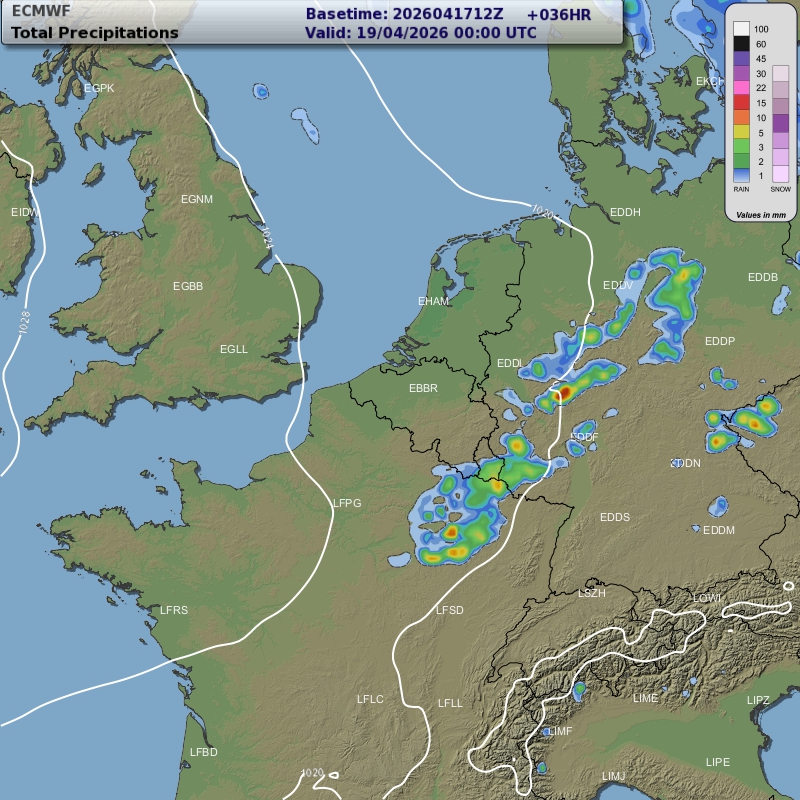 ECMWF
Total Precipitations
Basetime: 2026041712Z +036HR
Valid: 19/04/2026 00:00 UTC
100
60
45
30
22
15
10
5
3
2
1
RAIN SNOW
Values in mm
EGPK
EKCH
EIDW
EGNM
EDDH
1020
1024
EGBB
EDDV
EDDB
EHAM
1028
EGLL
EDDP
EDDL
EBBR
EDDF
EDDN
LFPG
EDDS
EDDM
LSZH
LOWI
LFRS
LFSD
LFLC
LFLL
LIME
LIPZ
LIMF
LFBD
LIPE
1020
LIMJ